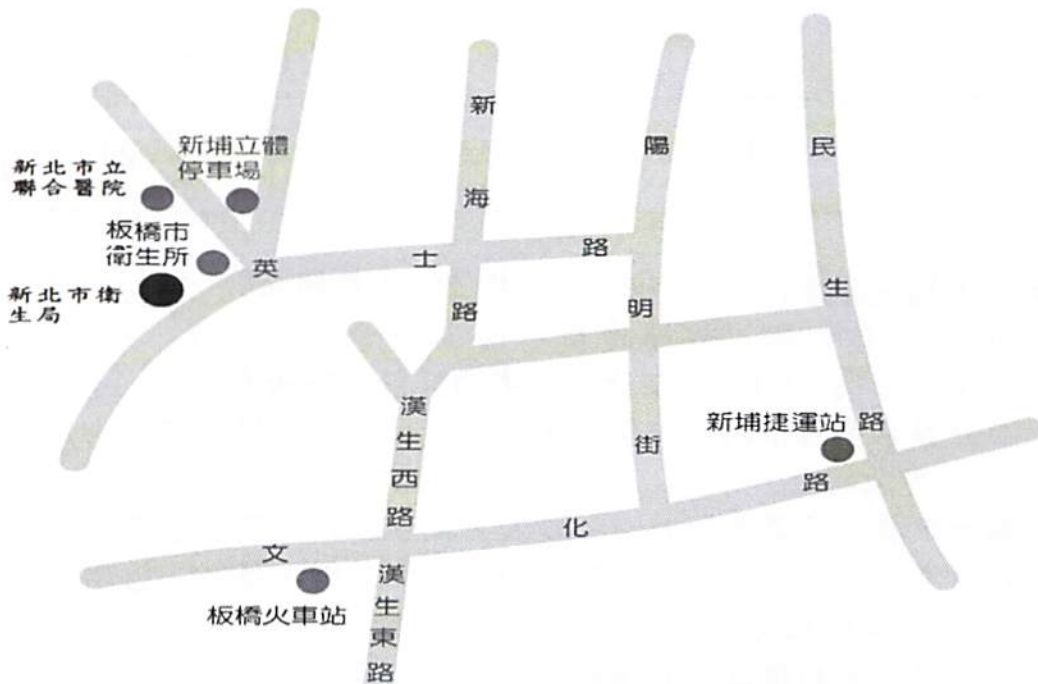 新埔立體
停車場
新北市立
聯合醫院
板橋市
衛生所
新北市衛
生局
英士路
新海路
陽明街
民生路
漢生西路
漢生東路
文化路
新埔捷運站
板橋火車站